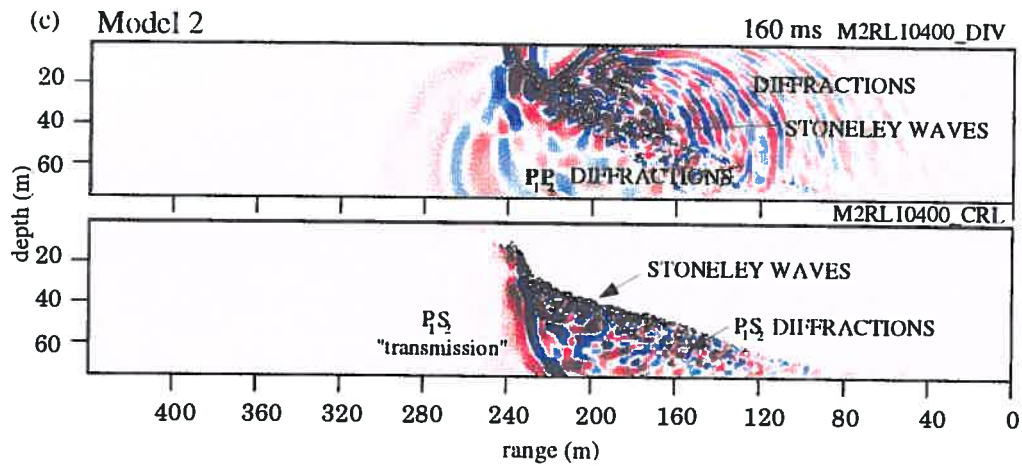 (c) Model 2
160 ms M2RL10400_DIV
20
40
60
DIFFRACTIONS
STONELEY WAVES
P1P2 DIFFRACTIONS
depth (m)
M2RL10400_CRL
20
40
60
STONELEY WAVES
P1S2
"transmission"
P1S2 DIFFRACTIONS
400 360 320 280 240 200 160 120 80 40 0
range (m)